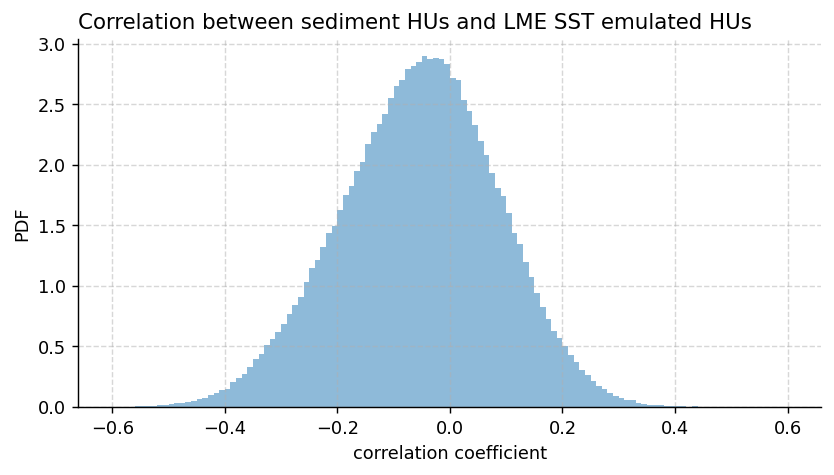 Correlation between sediment HUs and LME SST emulated HUs
3.0
2.5
2.0
1.5
1.0
0.5
0.0
PDF
−0.6 −0.4 −0.2 0.0 0.2 0.4 0.6
correlation coefficient